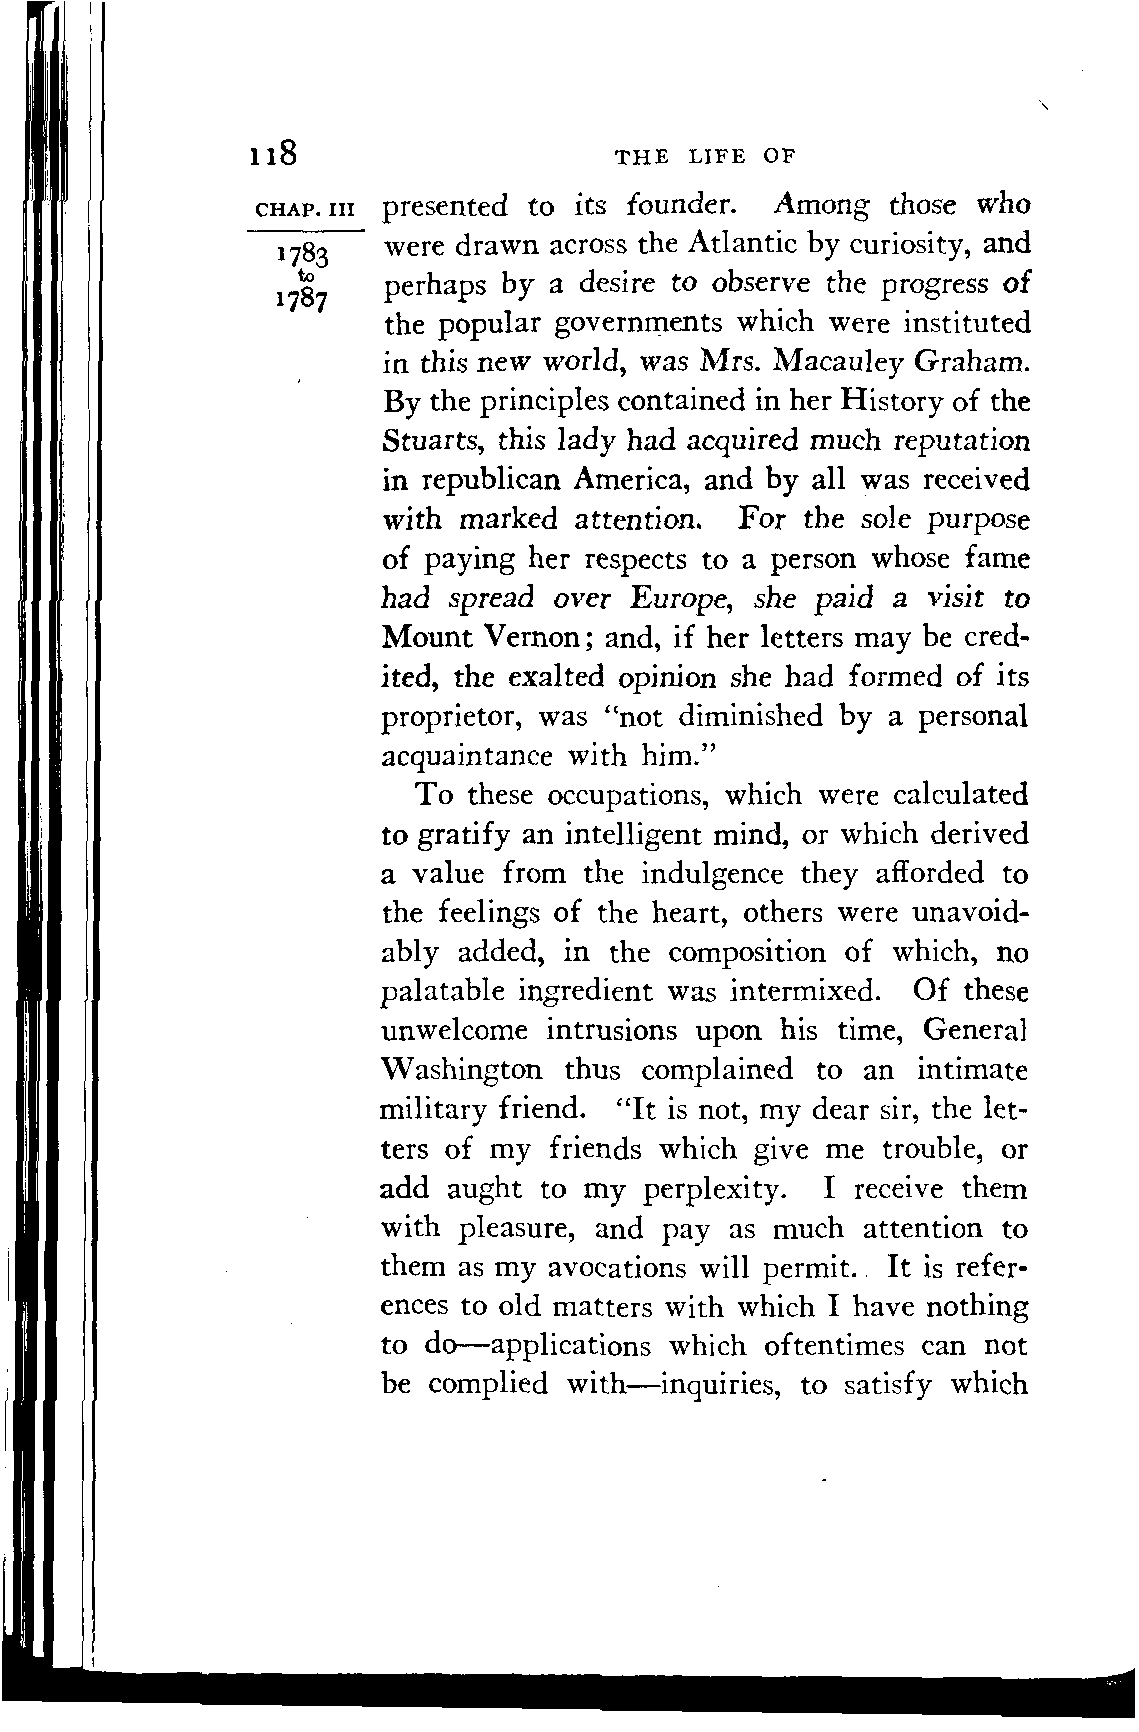 118 THE LIFE OF
CHAP. III
1783
to
1787
presented to its founder. Among those who
were drawn across the Atlantic by curiosity, and
perhaps by a desire to observe the progress of
the popular governments which were instituted
in this new world, was Mrs. Macauley Graham.
By the principles contained in her History of the
Stuarts, this lady had acquired much reputation
in republican America, and by all was received
with marked attention. For the sole purpose
of paying her respects to a person whose fame
had spread over Europe, she paid a visit to
Mount Vernon; and, if her letters may be cred-
ited, the exalted opinion she had formed of its
proprietor, was "not diminished by a personal
acquaintance with him."
To these occupations, which were calculated
to gratify an intelligent mind, or which derived
a value from the indulgence they afforded to
the feelings of the heart, others were unavoid-
ably added, in the composition of which, no
palatable ingredient was intermixed. Of these
unwelcome intrusions upon his time, General
Washington thus complained to an intimate
military friend. "It is not, my dear sir, the let-
ters of my friends which give me trouble, or
add aught to my perplexity. I receive them
with pleasure, and pay as much attention to
them as my avocations will permit. It is refer-
ences to old matters with which I have nothing
to do—applications which oftentimes can not
be complied with—inquiries, to satisfy which